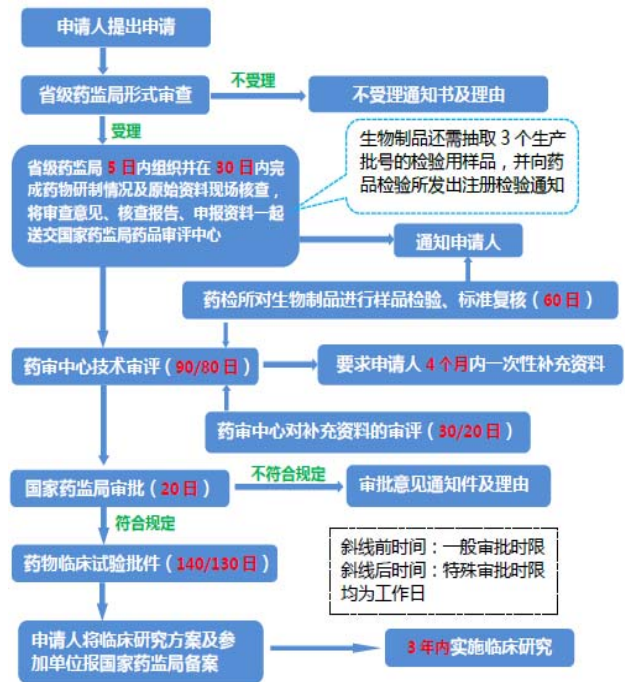 申请人提出申请
省级药监局形式审查
不受理
不受理通知书及理由
受理
生物制品还需抽取 3 个生产
批号的检验用样品，并向药
品检验所发出注册检验通知
省级药监局 5 日内组织并在 30 日内完
成药物研制情况及原始资料现场核查，
将审查意见、核查报告、申报资料一起
送交国家药监局药品审评中心
通知申请人
药检所对生物制品进行样品检验、标准复核（60 日）
药审中心技术审评（90/80 日）
要求申请人 4 个月内一次性补充资料
药审中心对补充资料的审评（30/20 日）
国家药监局审批（20 日）
不符合规定
审批意见通知件及理由
符合规定
药物临床试验批件（140/130 日）
斜线前时间：一般审批时限
斜线后时间：特殊审批时限
均为工作日
申请人将临床研究方案及参
加单位报国家药监局备案
3 年内实施临床研究